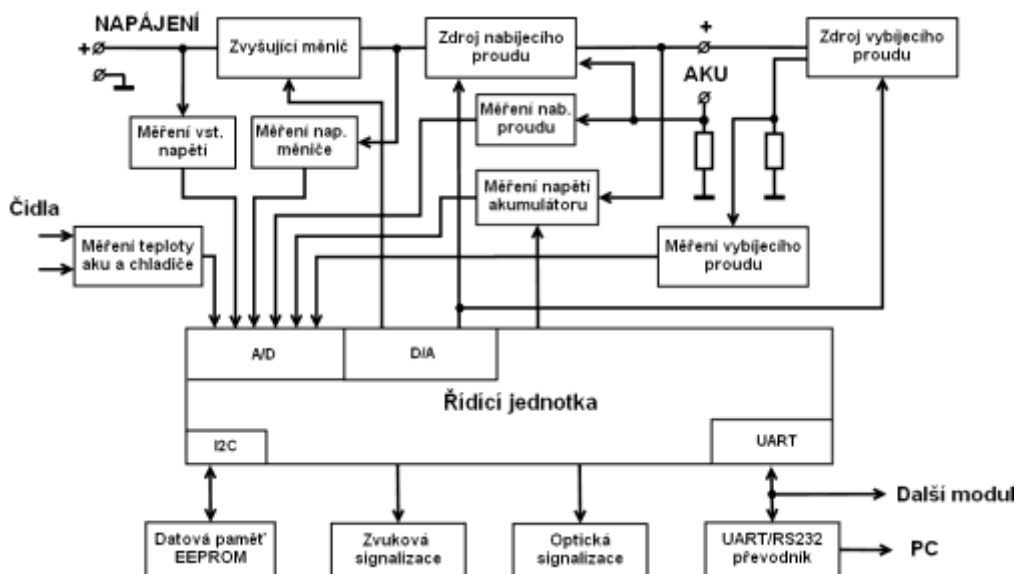 NAPÁJENÍ
+
Zvyšující měnič
Zdroj nabíjecího
proudu
+
AKU
Zdroj vybíjecího
proudu
Měření vst.
napětí
Měření nap.
měniče
Měření nab.
proudu
Měření napětí
akumulátoru
Čidla
Měření teploty
aku a chladiče
Měření vybíjecího
proudu
A/D
D/A
Řídící jednotka
I2C
UART
Datová paměť
EEPROM
Zvuková
signalizace
Optická
signalizace
UART/RS232
převodník
Další modul
PC